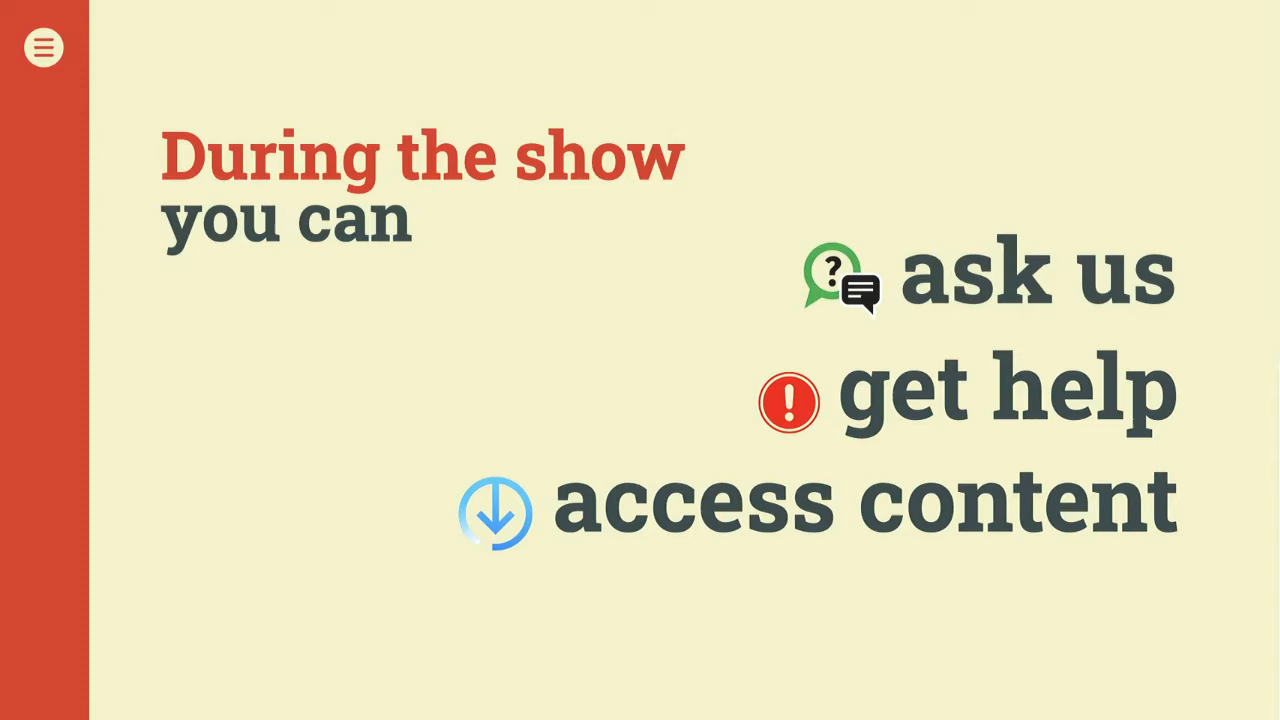 During the show
you can
ask us
get help
access content